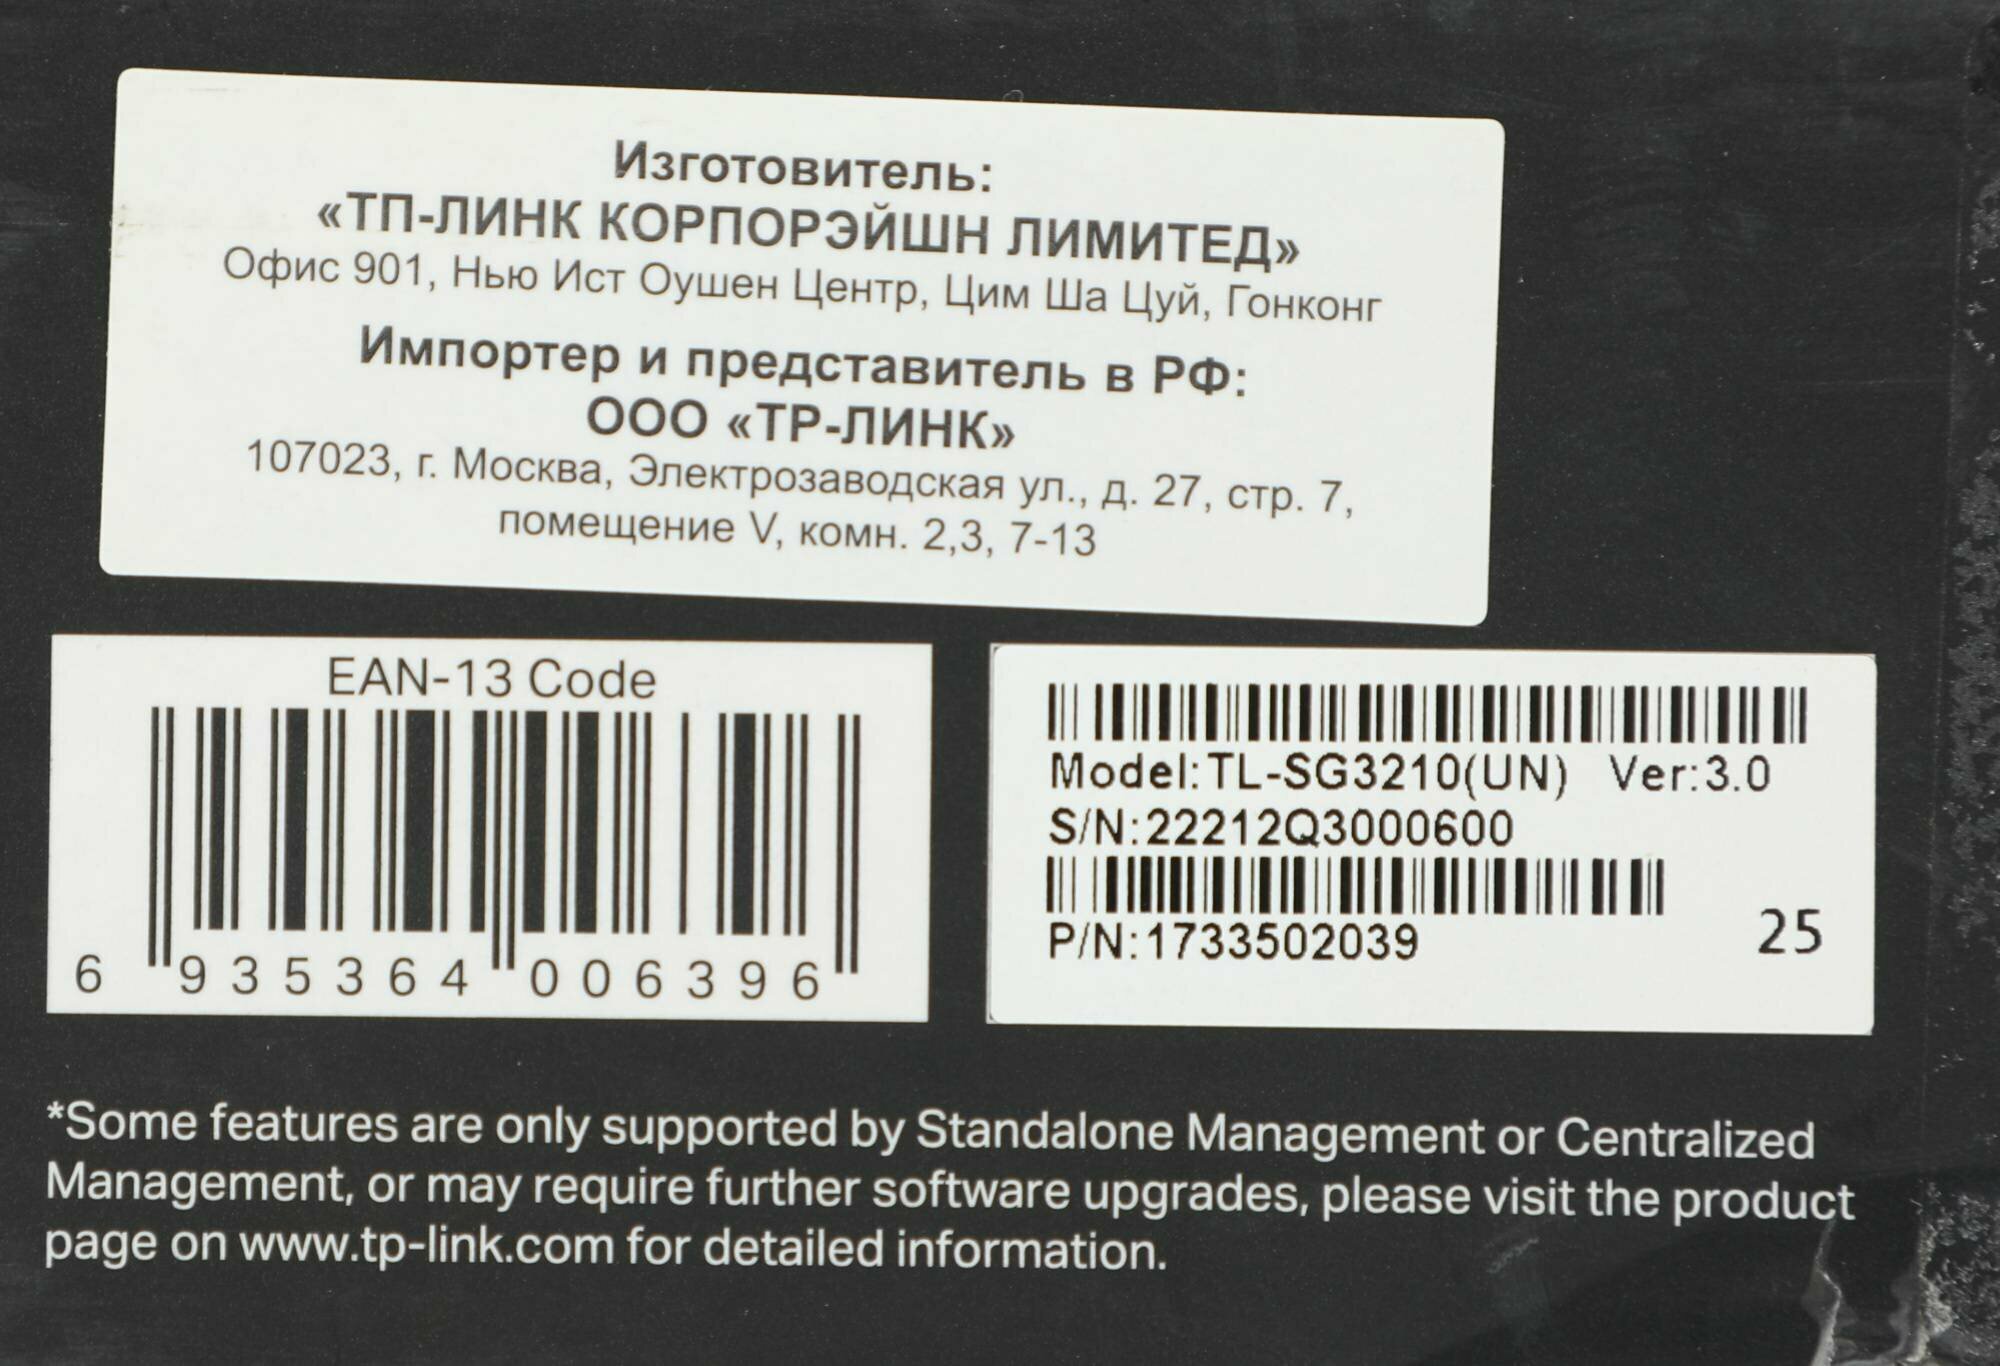 Изготовитель:
«ТП-ЛИНК КОРПОРЭЙШН ЛИМИТЕД»
Офис 901, Нью Ист Оушен Центр, Цим Ша Цуй, Гонконг
Импортер и представитель в РФ:
ООО «ТР-ЛИНК»
107023, г. Москва, Электрозаводская ул., д. 27, стр. 7,
помещение V, комн. 2,3, 7-13
EAN-13 Code
6 935364 006396
Model:TL-SG3210(UN) Ver:3.0
S/N:22212Q3000600
P/N:1733502039
25
*Some features are only supported by Standalone Management or Centralized
Management, or may require further software upgrades, please visit the product
page on www.tp-link.com for detailed information.